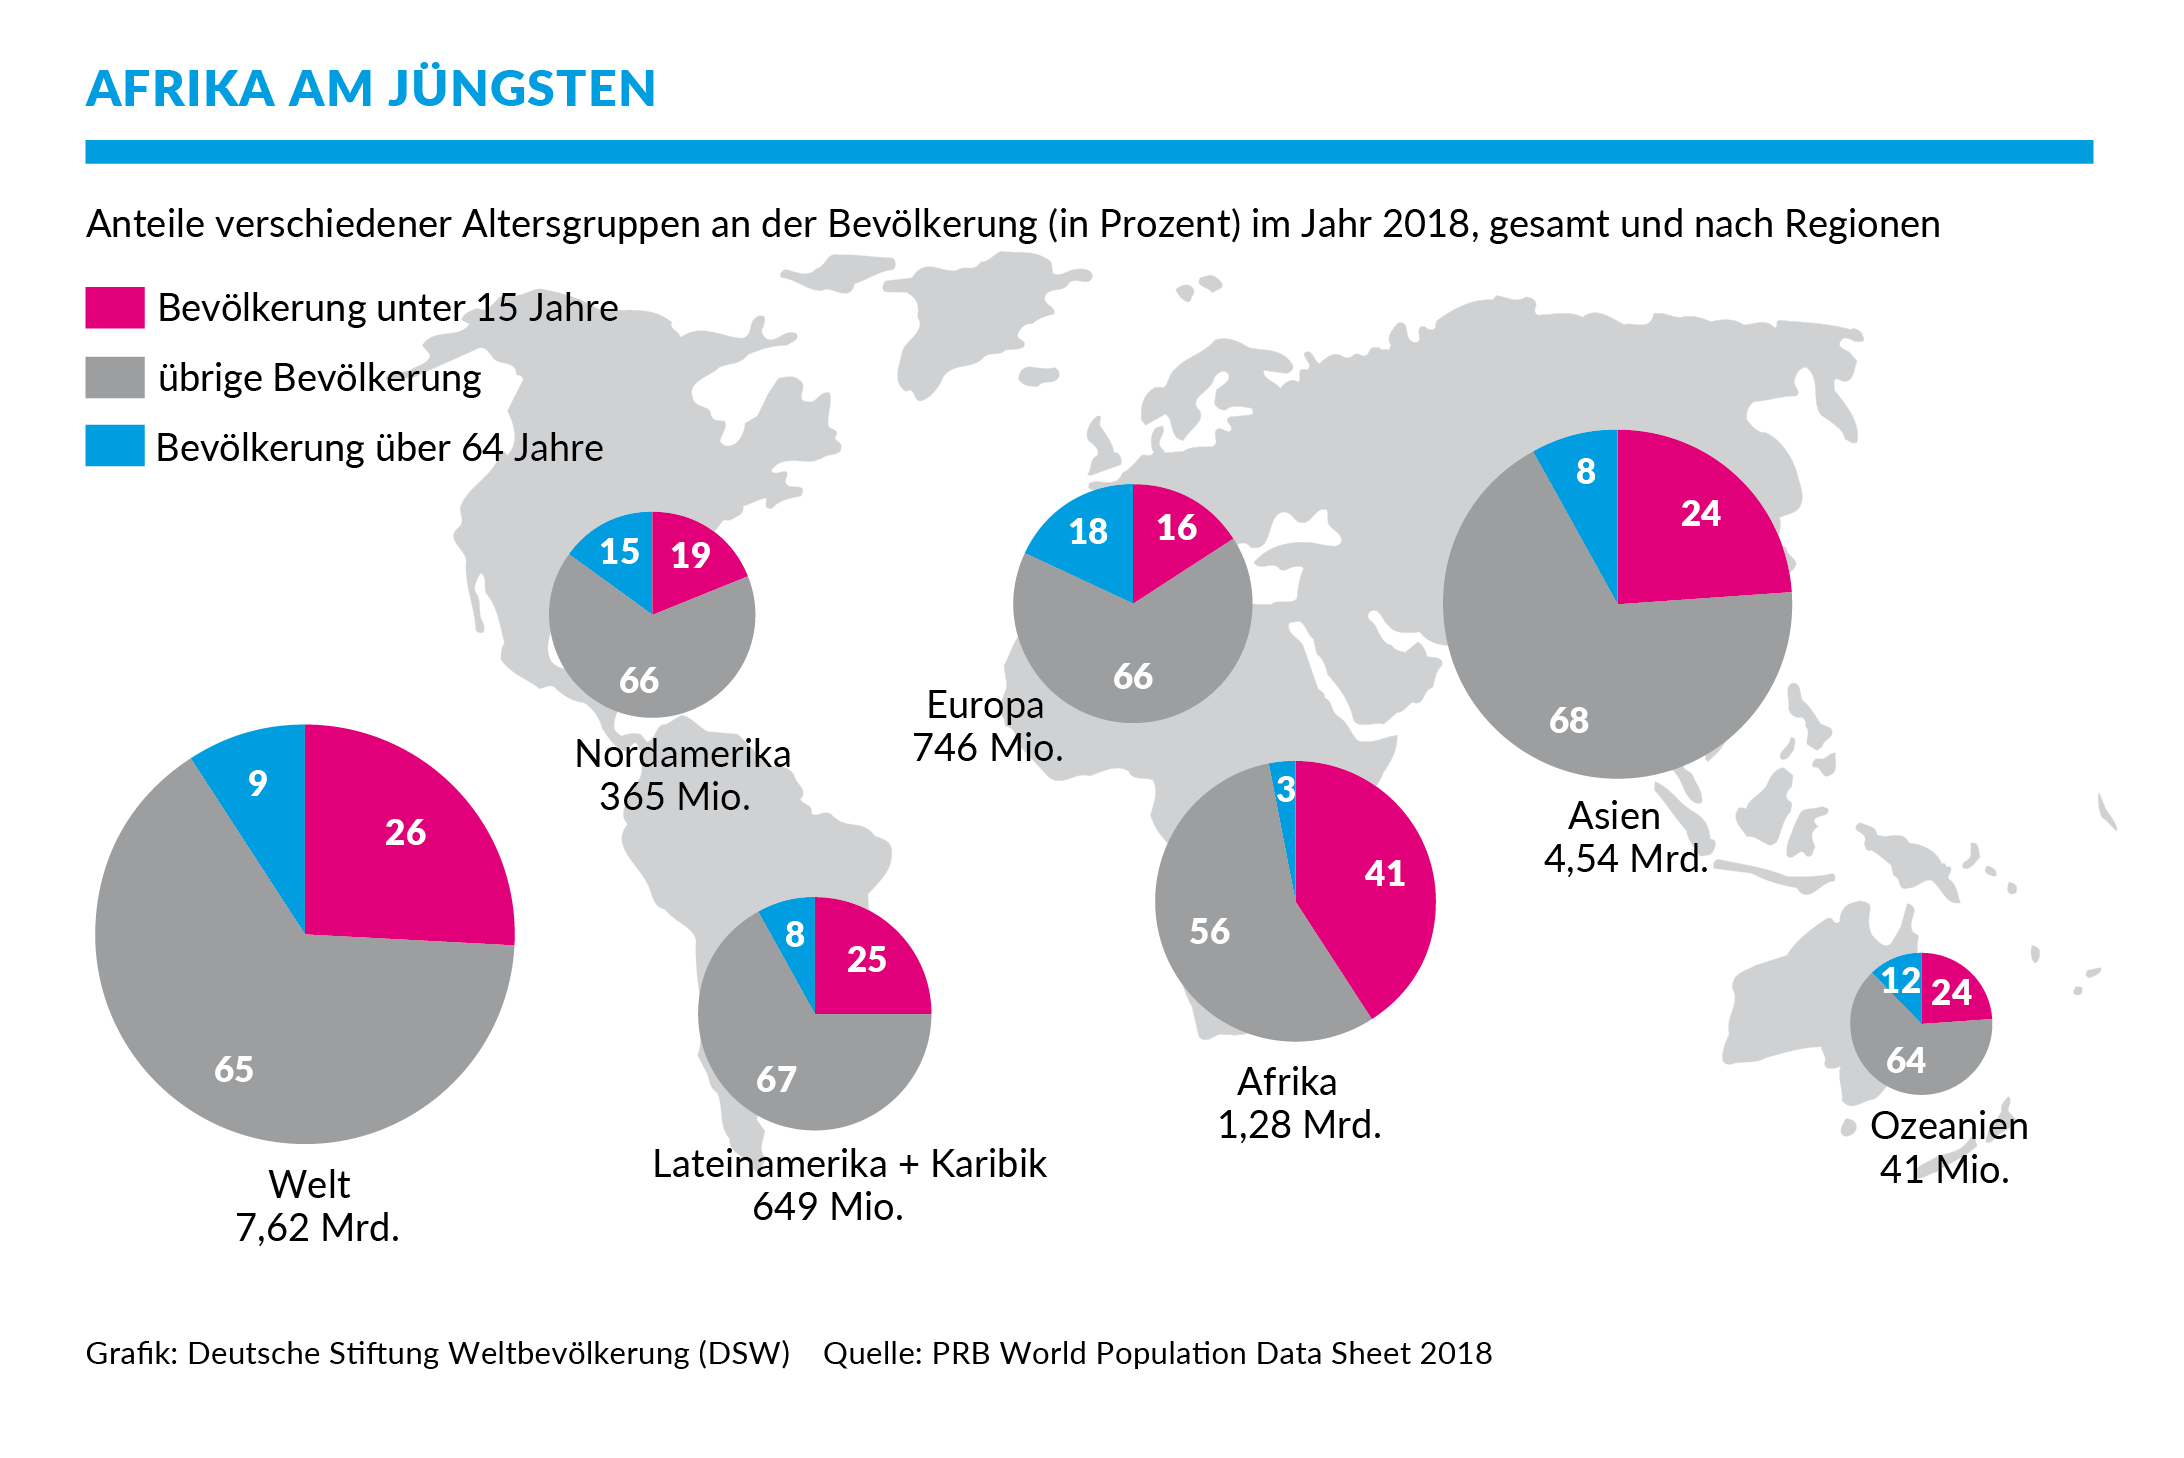 AFRIKA AM JÜNGSTEN
Anteile verschiedener Altersgruppen an der Bevölkerung (in Prozent) im Jahr 2018, gesamt und nach Regionen
Bevölkerung unter 15 Jahre
übrige Bevölkerung
Bevölkerung über 64 Jahre
15
19
66
Nordamerika
365 Mio.
18
16
66
Europa
746 Mio.
8
24
68
Asien
4,54 Mrd.
9
26
65
Welt
7,62 Mrd.
8
25
67
Lateinamerika + Karibik
649 Mio.
3
41
56
Afrika
1,28 Mrd.
12
24
64
Ozeanien
41 Mio.
Grafik: Deutsche Stiftung Weltbevölkerung (DSW) Quelle: PRB World Population Data Sheet 2018